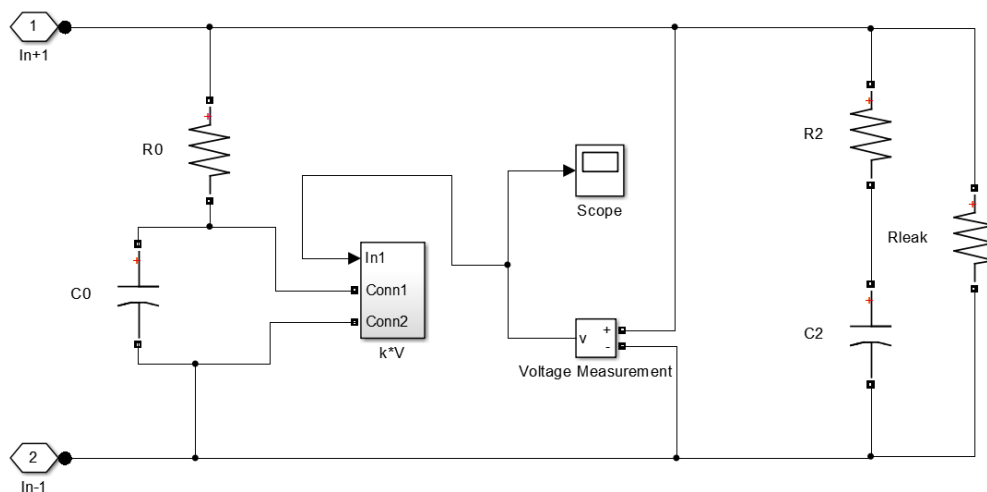 1
In+1
R0
R2
Scope
Rleak
In1
C0
Conn1
Conn2
k*V
v
+
-
C2
Voltage Measurement
2
In-1